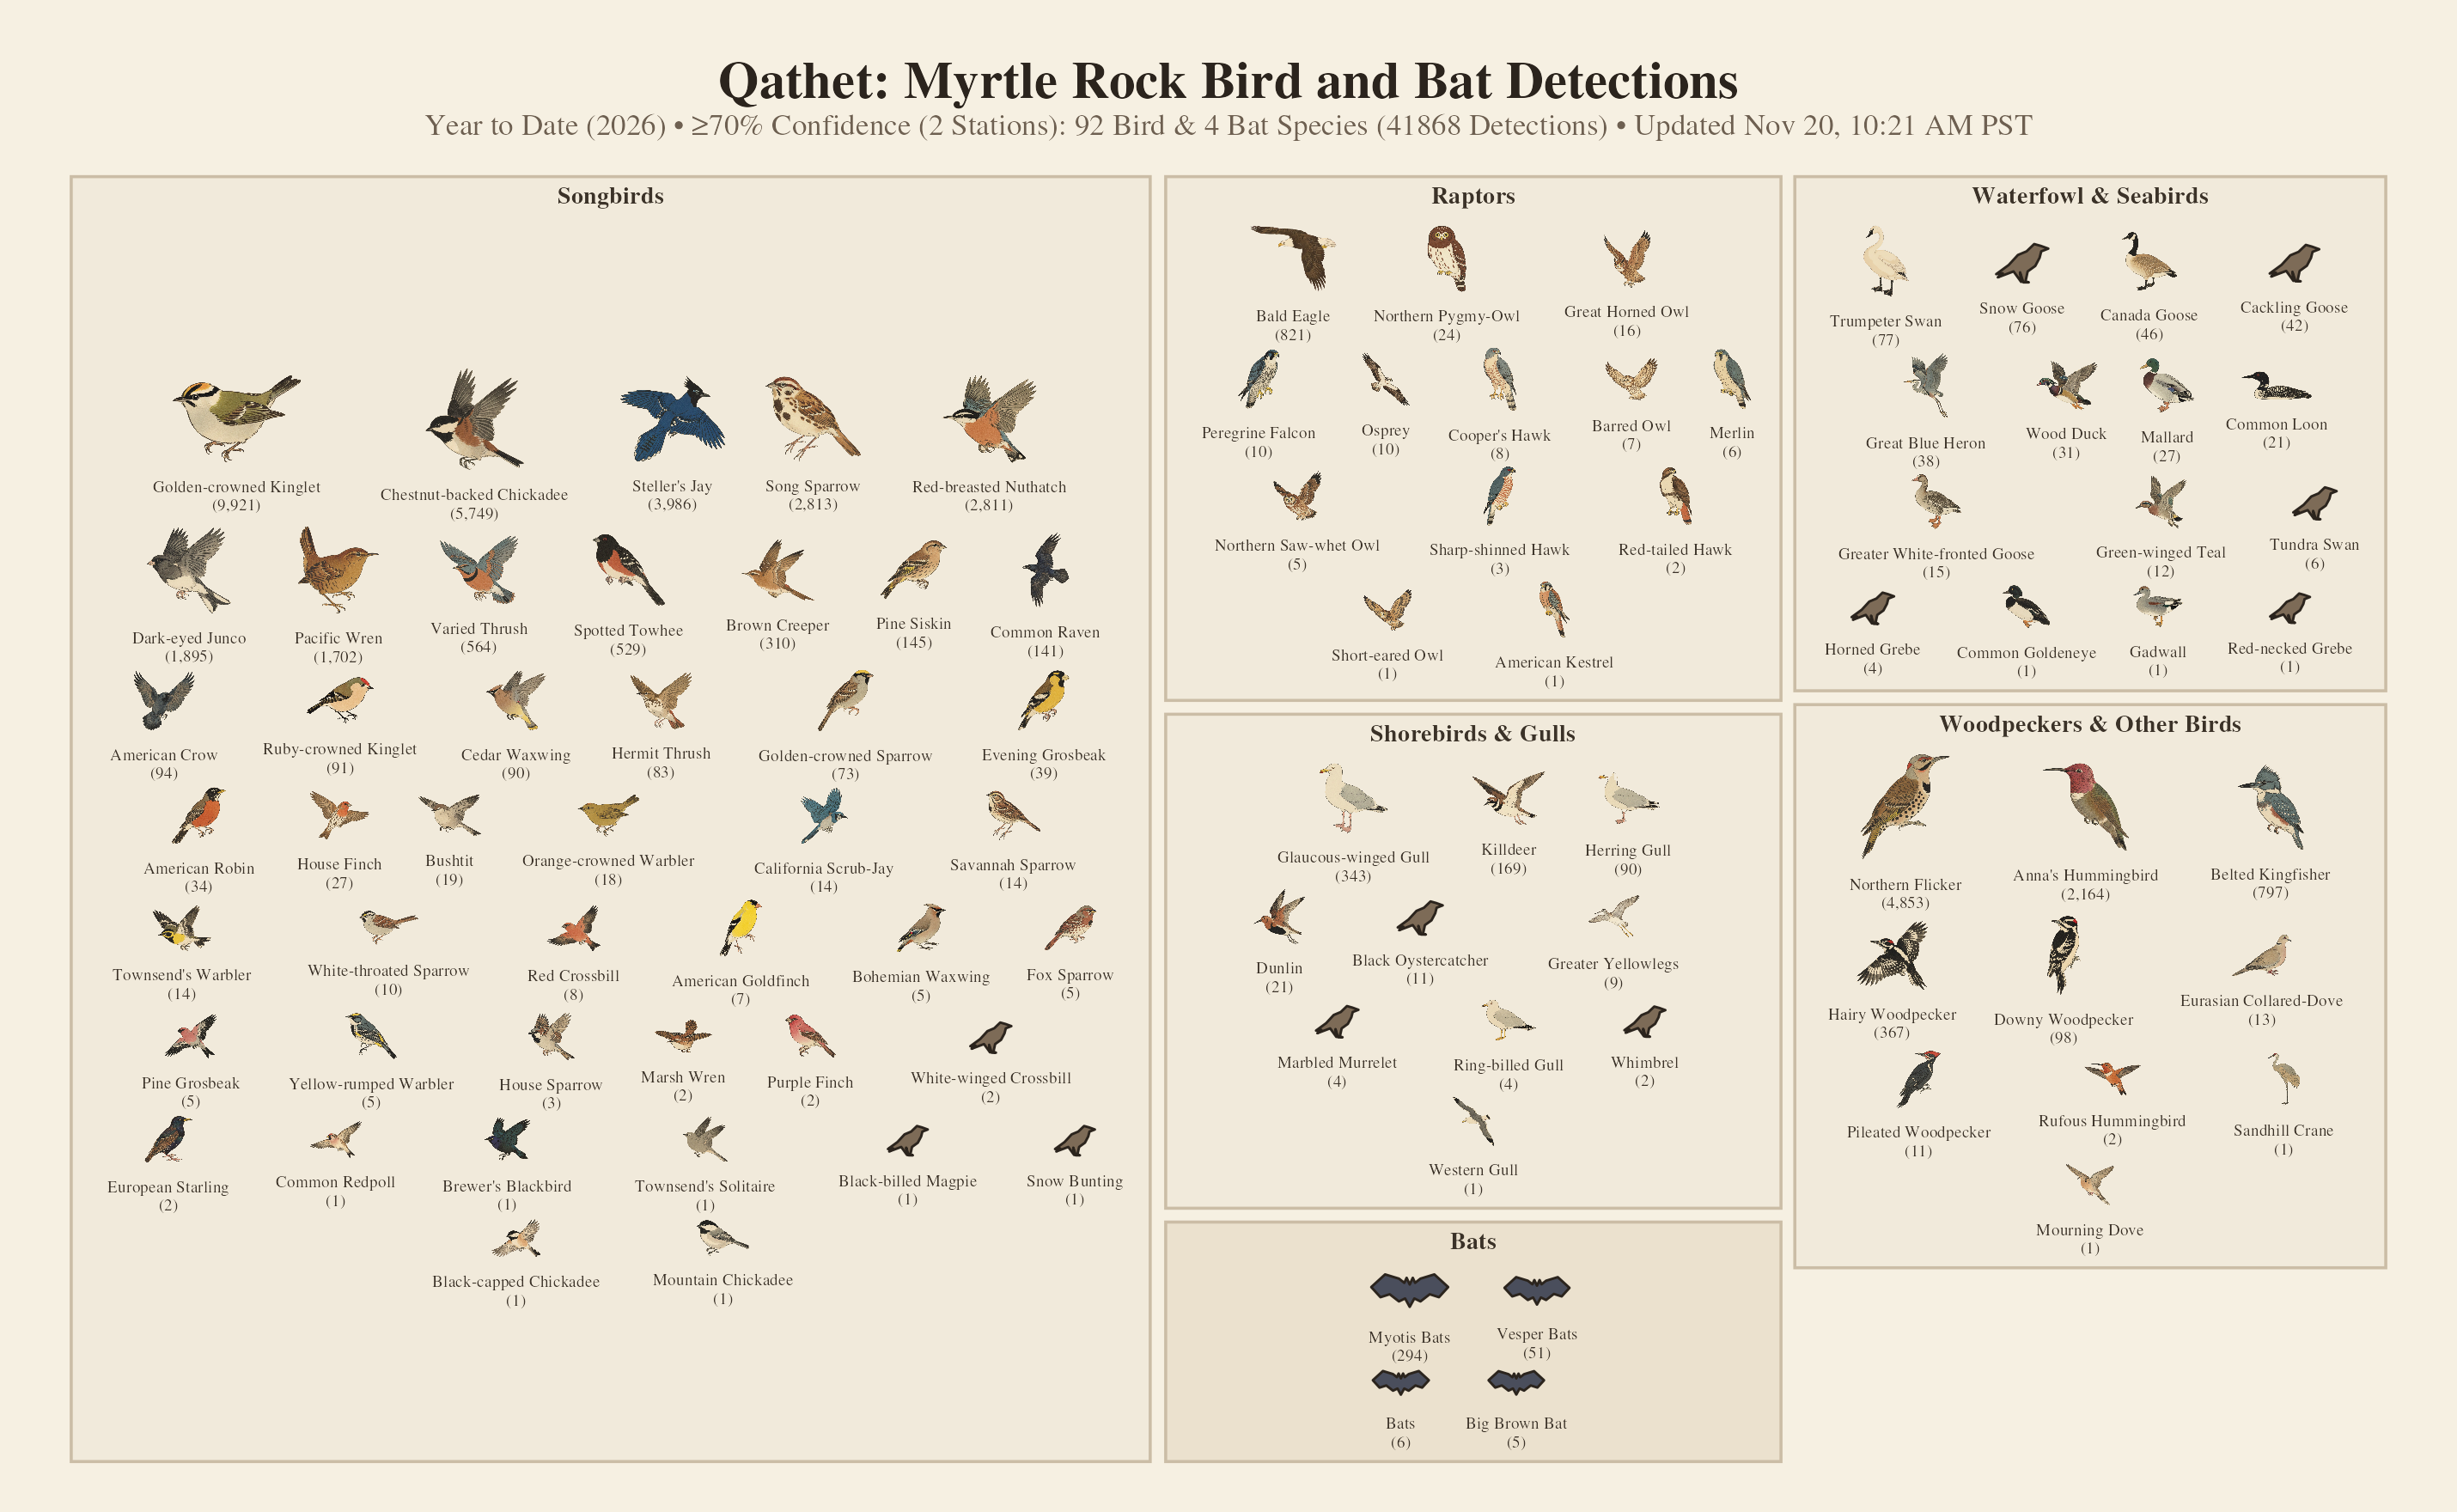 Qathet: Myrtle Rock Bird and Bat Detections
Year to Date (2026) • ≥70% Confidence (2 Stations): 92 Bird & 4 Bat Species (41868 Detections) • Updated Nov 20, 10:21 AM PST
Songbirds
Golden-crowned Kinglet
(9,921)
Chestnut-backed Chickadee
(5,749)
Steller's Jay
(3,986)
Song Sparrow
(2,813)
Red-breasted Nuthatch
(2,811)
Dark-eyed Junco
(1,895)
Pacific Wren
(1,702)
Varied Thrush
(564)
Spotted Towhee
(529)
Brown Creeper
(310)
Pine Siskin
(145)
Common Raven
(141)
American Crow
(94)
Ruby-crowned Kinglet
(91)
Cedar Waxwing
(90)
Hermit Thrush
(83)
Golden-crowned Sparrow
(73)
Evening Grosbeak
(39)
American Robin
(34)
House Finch
(27)
Bushtit
(19)
Orange-crowned Warbler
(18)
California Scrub-Jay
(14)
Savannah Sparrow
(14)
Townsend's Warbler
(14)
White-throated Sparrow
(10)
Red Crossbill
(8)
American Goldfinch
(7)
Bohemian Waxwing
(5)
Fox Sparrow
(5)
Pine Grosbeak
(5)
Yellow-rumped Warbler
(5)
House Sparrow
(3)
Marsh Wren
(2)
Purple Finch
(2)
White-winged Crossbill
(2)
European Starling
(2)
Common Redpoll
(1)
Brewer's Blackbird
(1)
Townsend's Solitaire
(1)
Black-billed Magpie
(1)
Snow Bunting
(1)
Black-capped Chickadee
(1)
Mountain Chickadee
(1)
Raptors
Bald Eagle
(821)
Northern Pygmy-Owl
(24)
Great Horned Owl
(16)
Peregrine Falcon
(10)
Osprey
(10)
Cooper's Hawk
(8)
Barred Owl
(7)
Merlin
(6)
Northern Saw-whet Owl
(5)
Sharp-shinned Hawk
(3)
Red-tailed Hawk
(2)
Short-eared Owl
(1)
American Kestrel
(1)
Shorebirds & Gulls
Glaucous-winged Gull
(343)
Killdeer
(169)
Herring Gull
(90)
Dunlin
(21)
Black Oystercatcher
(11)
Greater Yellowlegs
(9)
Marbled Murrelet
(4)
Ring-billed Gull
(4)
Whimbrel
(2)
Western Gull
(1)
Bats
Myotis Bats
(294)
Vesper Bats
(51)
Bats
(6)
Big Brown Bat
(5)
Waterfowl & Seabirds
Trumpeter Swan
(77)
Snow Goose
(76)
Canada Goose
(46)
Cackling Goose
(42)
Great Blue Heron
(38)
Wood Duck
(31)
Mallard
(27)
Common Loon
(21)
Greater White-fronted Goose
(15)
Green-winged Teal
(12)
Tundra Swan
(6)
Horned Grebe
(4)
Common Goldeneye
(1)
Gadwall
(1)
Red-necked Grebe
(1)
Woodpeckers & Other Birds
Northern Flicker
(4,853)
Anna's Hummingbird
(2,164)
Belted Kingfisher
(797)
Hairy Woodpecker
(367)
Downy Woodpecker
(98)
Eurasian Collared-Dove
(13)
Pileated Woodpecker
(11)
Rufous Hummingbird
(2)
Sandhill Crane
(1)
Mourning Dove
(1)